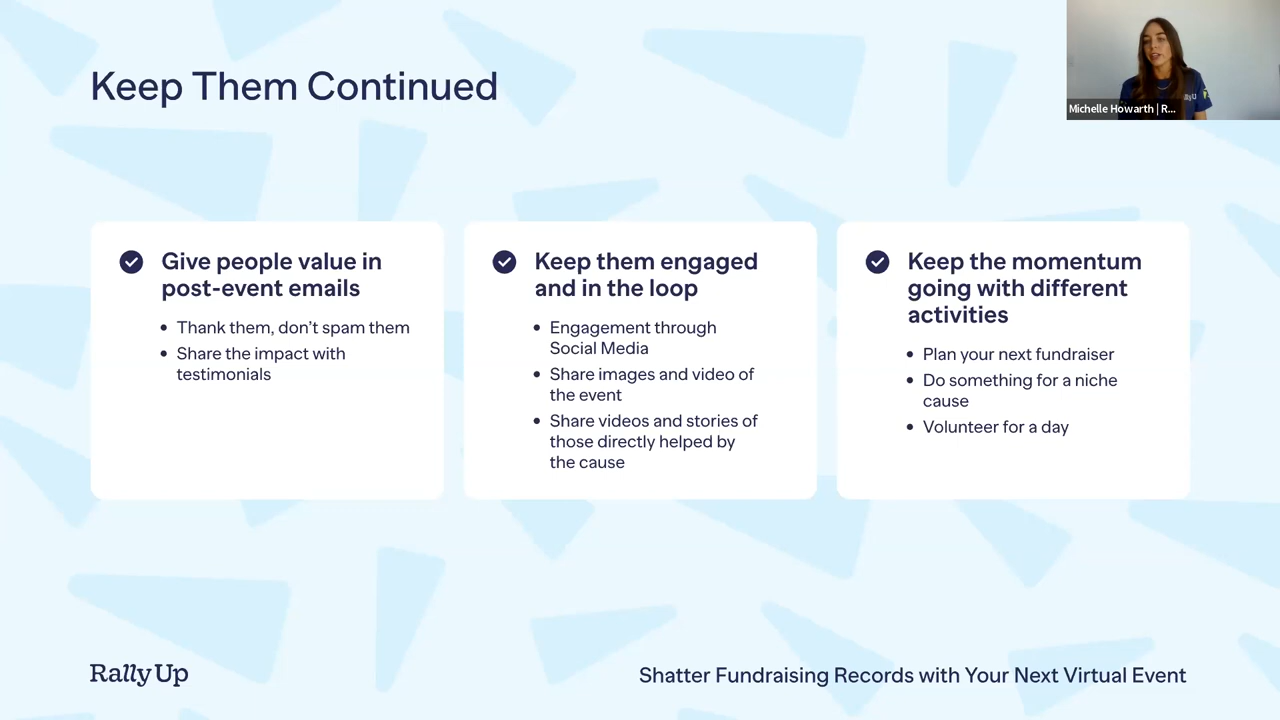 Keep Them Continued
Michelle Howarth | R...
Give people value in
post-event emails
• Thank them, don’t spam them
• Share the impact with
testimonials
Keep them engaged
and in the loop
• Engagement through
Social Media
• Share images and video of
the event
• Share videos and stories of
those directly helped by
the cause
Keep the momentum
going with different
activities
• Plan your next fundraiser
• Do something for a niche
cause
• Volunteer for a day
RallyUp
Shatter Fundraising Records with Your Next Virtual Event